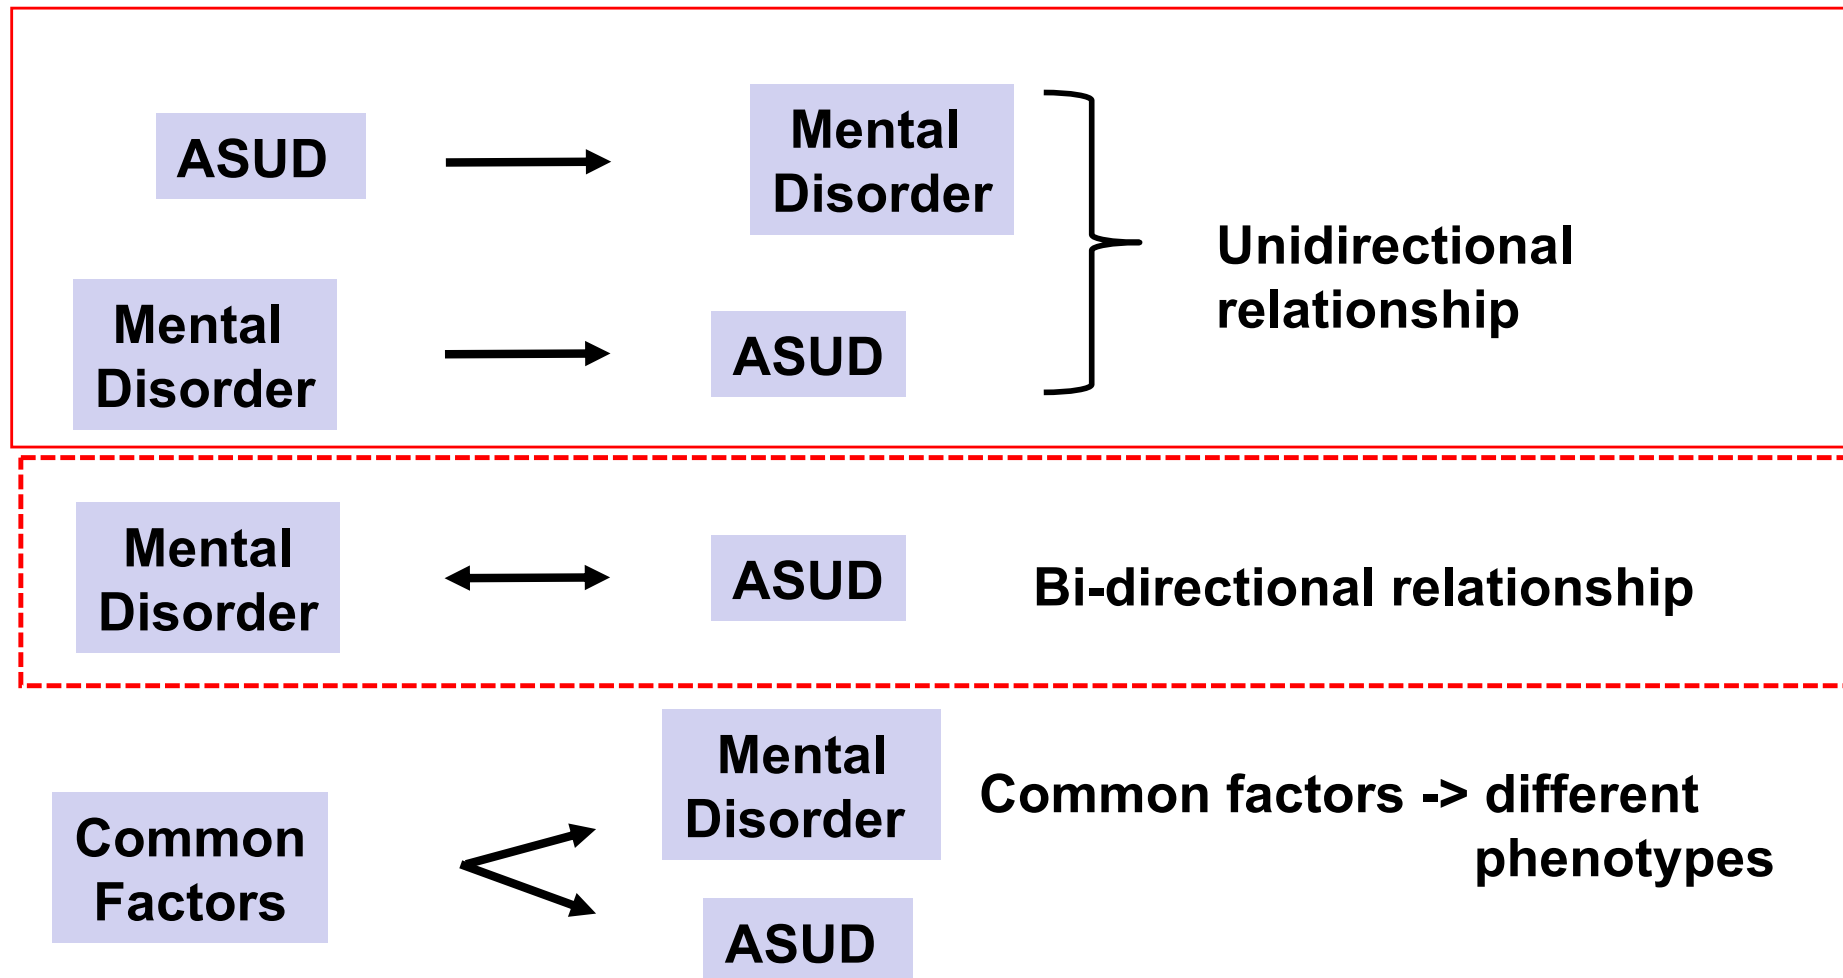 ASUD
Mental
Disorder
Mental
Disorder
ASUD
Unidirectional
relationship
Mental
Disorder
ASUD
Bi-directional relationship
Common
Factors
Mental
Disorder
ASUD
Common factors -> different
phenotypes